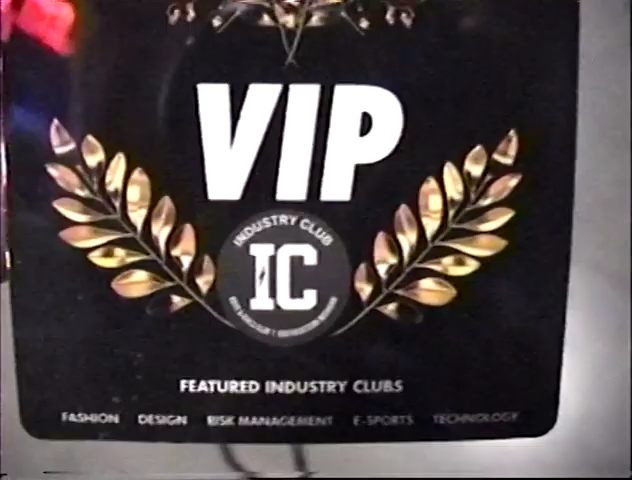 VIP
INDUSTRY CLUB
IC
FEATURED INDUSTRY CLUBS
FASHION DESIGN RISK MANAGEMENT E-SPORTS TECHNOLOGY